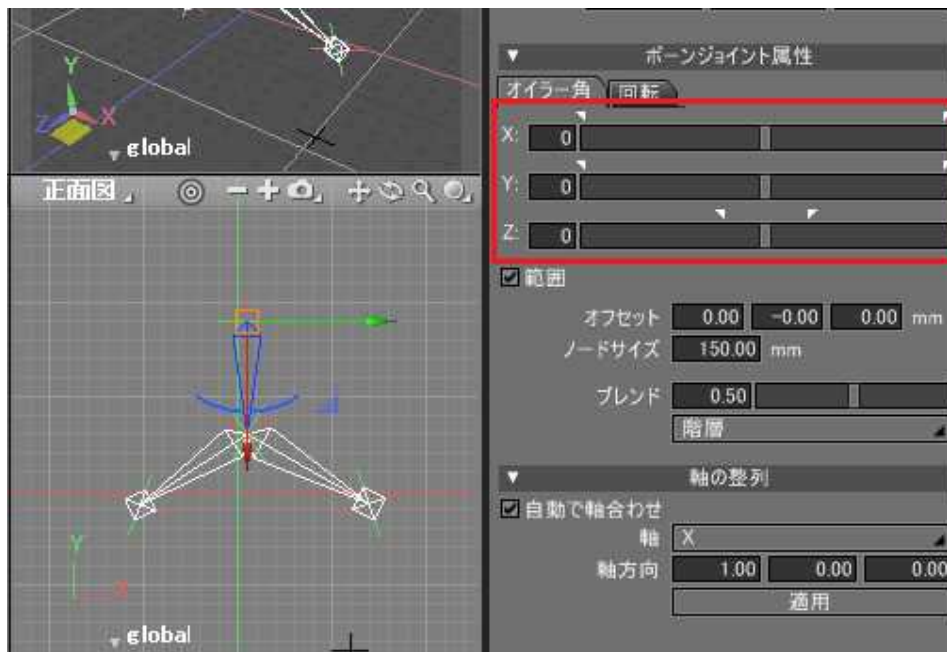 Y
Z X
global
正面図
Y
X
global
ボーンジョイント属性
オイラー角 回転
X: 0
Y: 0
Z: 0
範囲
オフセット 0.00 -0.00 0.00 mm
ノードサイズ 150.00 mm
ブレンド 0.50
階層
軸の整列
自動で軸合わせ
軸 X
軸方向 1.00 0.00 0.00
適用